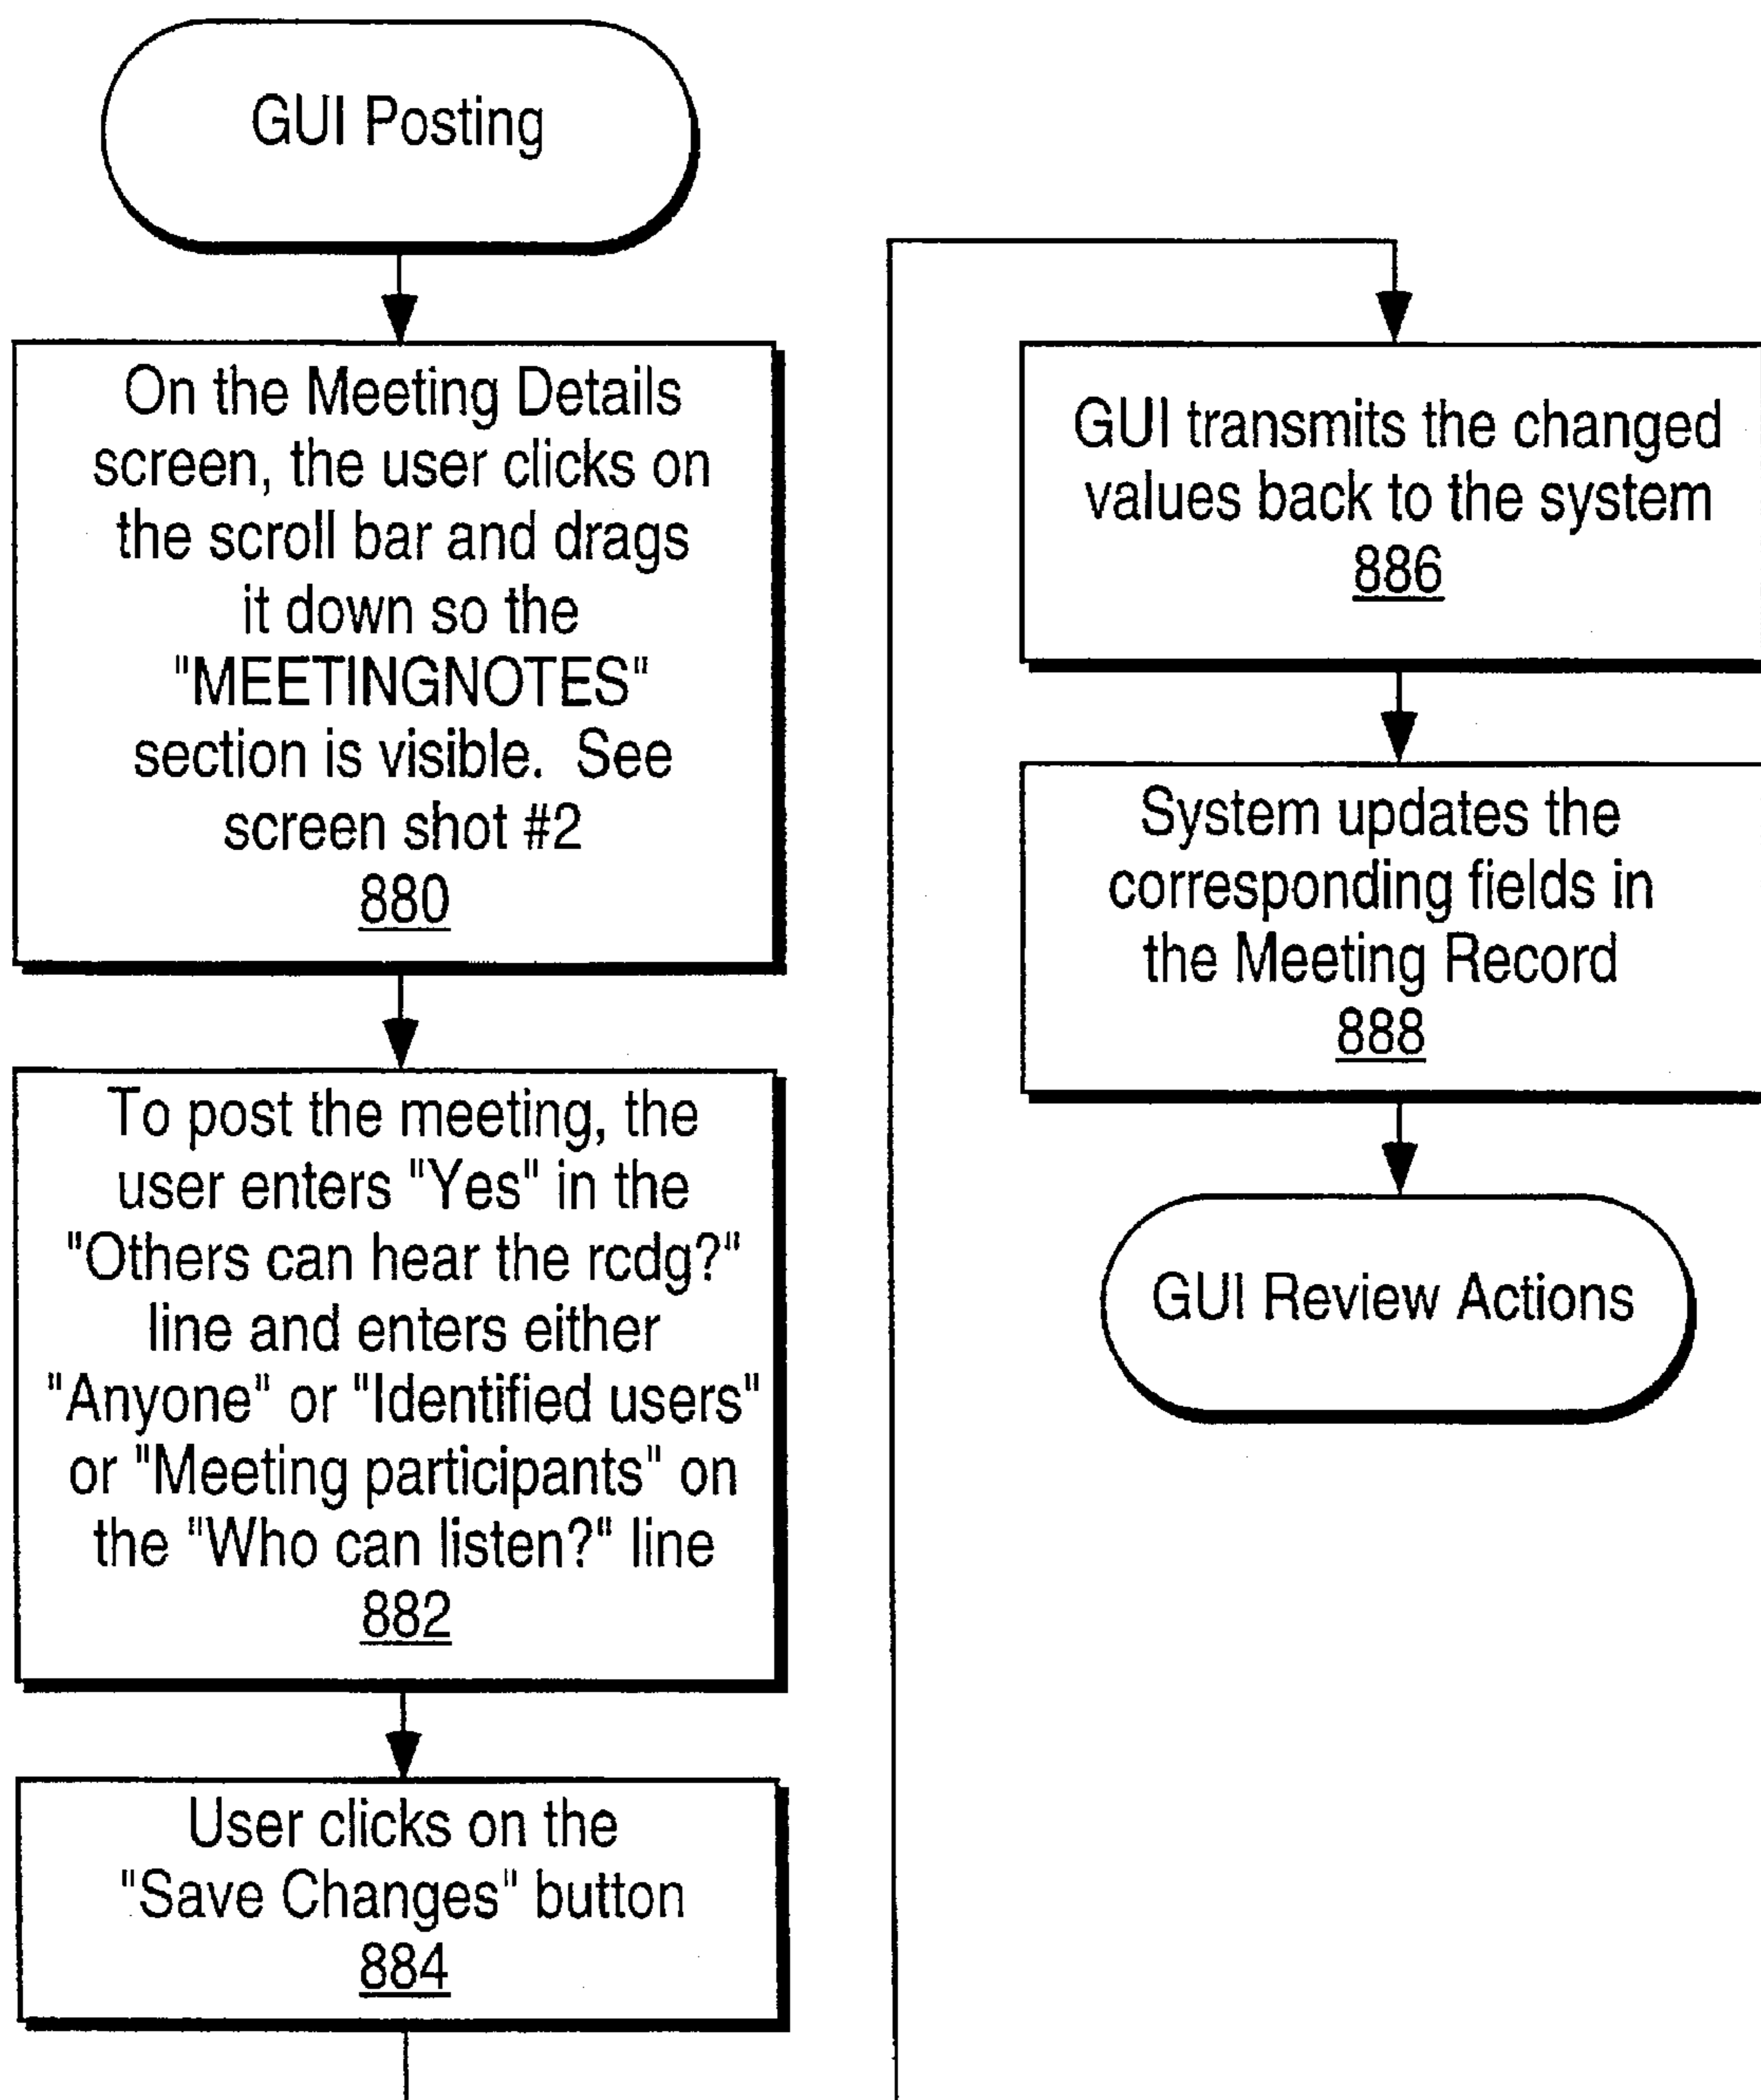 GUI Posting
On the Meeting Details
screen, the user clicks on
the scroll bar and drags
it down so the
"MEETINGNOTES"
section is visible. See
screen shot #2
880
To post the meeting, the
user enters "Yes" in the
"Others can hear the rcdg?"
line and enters either
"Anyone" or "Identified users"
or "Meeting participants" on
the "Who can listen?" line
882
User clicks on the
"Save Changes" button
884
GUI transmits the changed
values back to the system
886
System updates the
corresponding fields in
the Meeting Record
888
GUI Review Actions